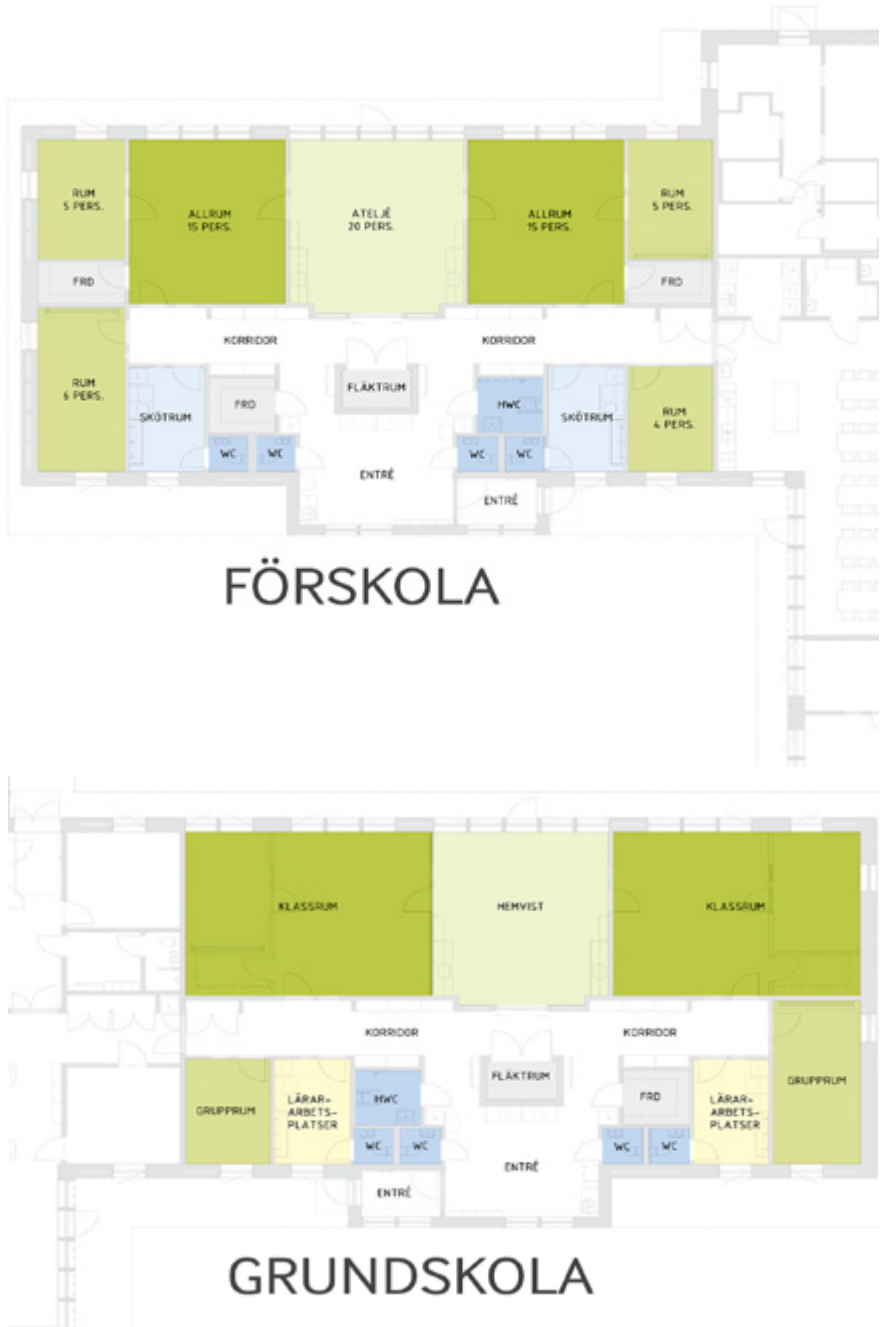 RUM
5 PERS.
ALLRUM
15 PERS.
ATELJÉ
20 PERS.
ALLRUM
15 PERS.
RUM
5 PERS.
FRD
FRD
KORRIDOR
KORRIDOR
RUM
6 PERS.
SKÖTRUM
FRD
FLÄKTRUM
HWC
SKÖTRUM
RUM
4 PERS.
WC
WC
WC
WC
ENTRÉ
ENTRÉ
FÖRSKOLA
KLASSRUM
HEMVIST
KLASSRUM
KORRIDOR
KORRIDOR
GRUPPRUM
LÄRAR-
ARBETS-
PLATSER
HWC
FLÄKTRUM
FRD
LÄRAR-
ARBETS-
PLATSER
GRUPPRUM
WC
WC
WC
WC
ENTRÉ
ENTRÉ
GRUNDSKOLA